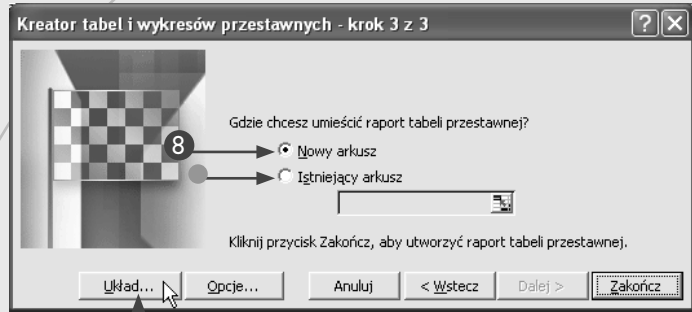 Kreator tabel i wykresów przestawnych - krok 3 z 3
Gdzie chcesz umieścić raport tabeli przestawnej?
8
Nowy arkusz
Istniejący arkusz
Kliknij przycisk Zakończ, aby utworzyć raport tabeli przestawnej.
Układ... Opcje... Anuluj < Wstecz Dalej > Zakończ